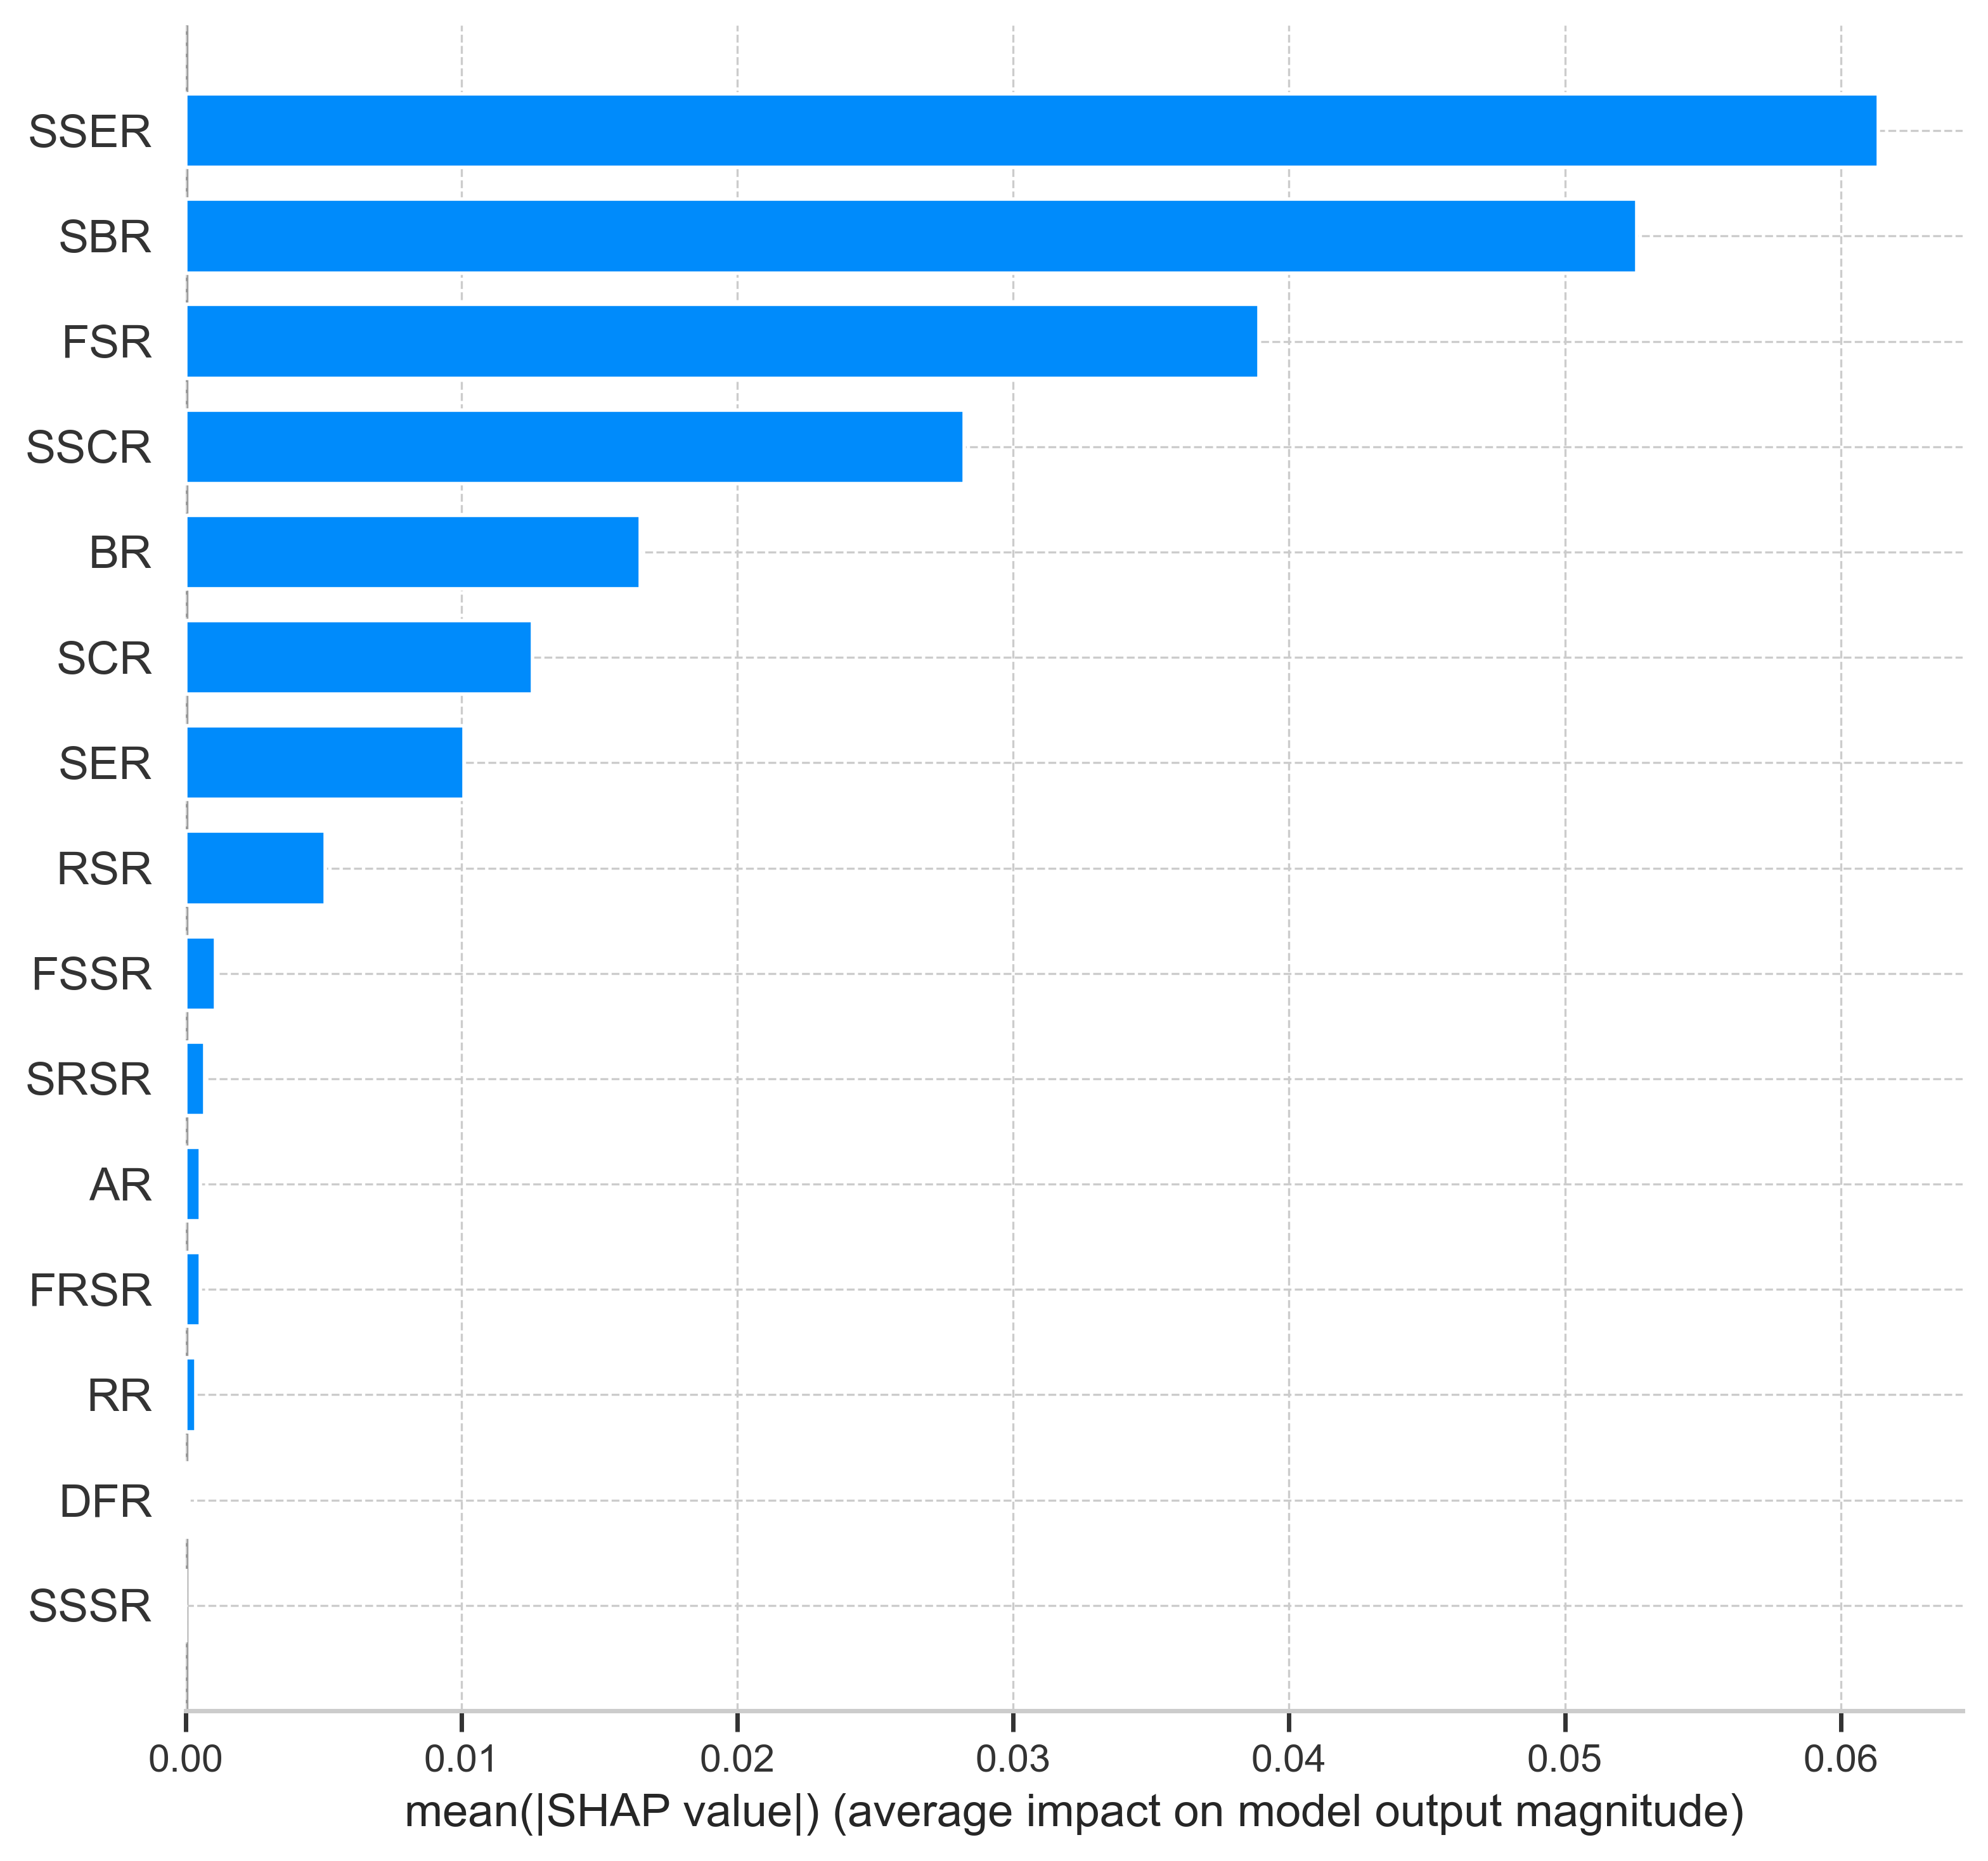 SSER
SBR
FSR
SSCR
BR
SCR
SER
RSR
FSSR
SRSR
AR
FRSR
RR
DFR
SSSR
0.00 0.01 0.02 0.03 0.04 0.05 0.06
mean(|SHAP value|) (average impact on model output magnitude)